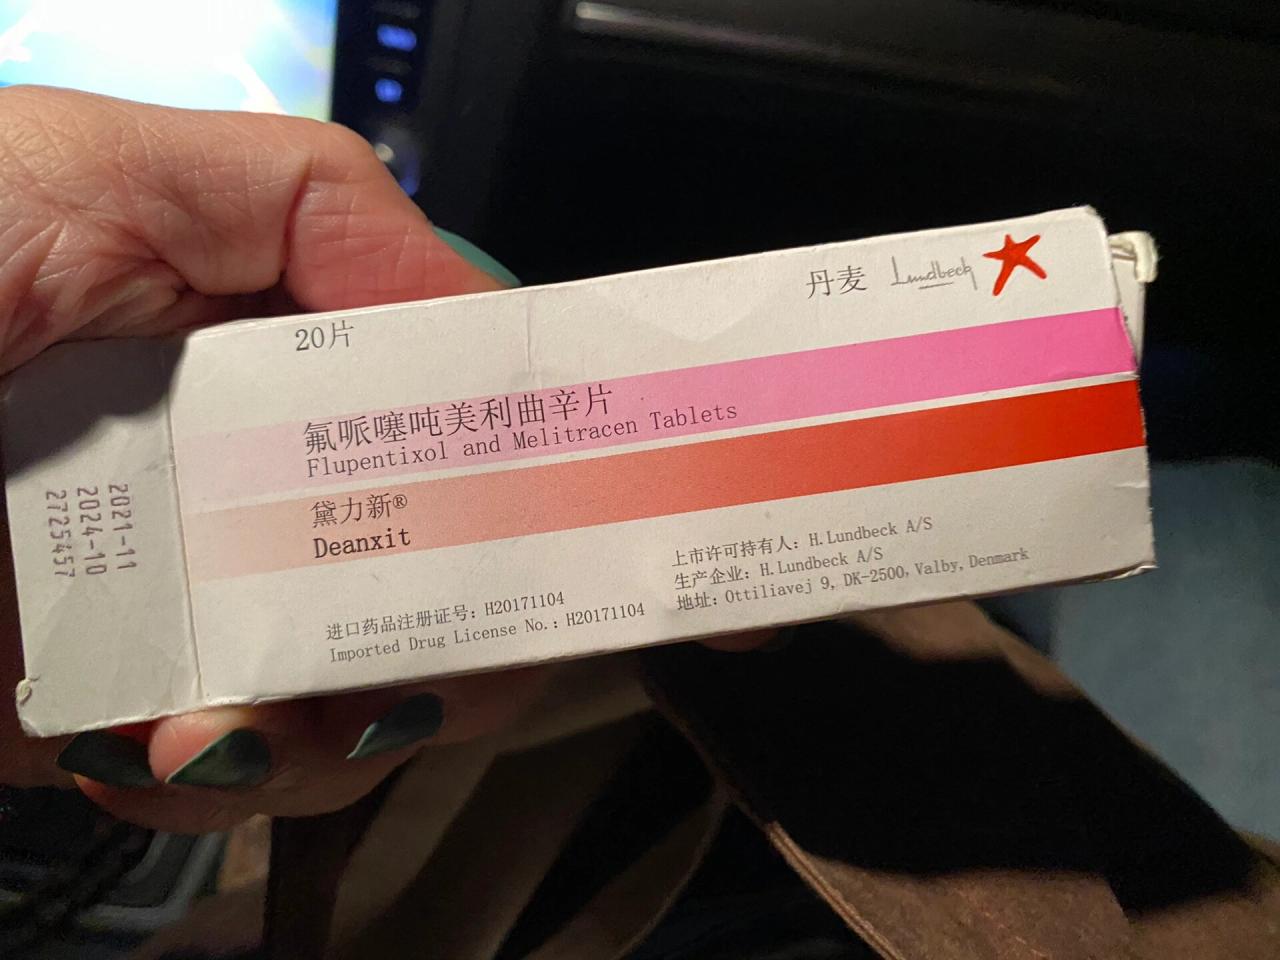 20片
丹麦 Lundbeck
氟哌噻吨美利曲辛片
Flupentixol and Melitracen Tablets
黛力新®
Deanxit
进口药品注册证号: H20171104
Imported Drug License No.: H20171104
上市许可持有人: H. Lundbeck A/S
生产企业: H. Lundbeck A/S
地址: Ottiliavej 9, DK-2500, Valby, Denmark
2021-11
2024-10
2725457